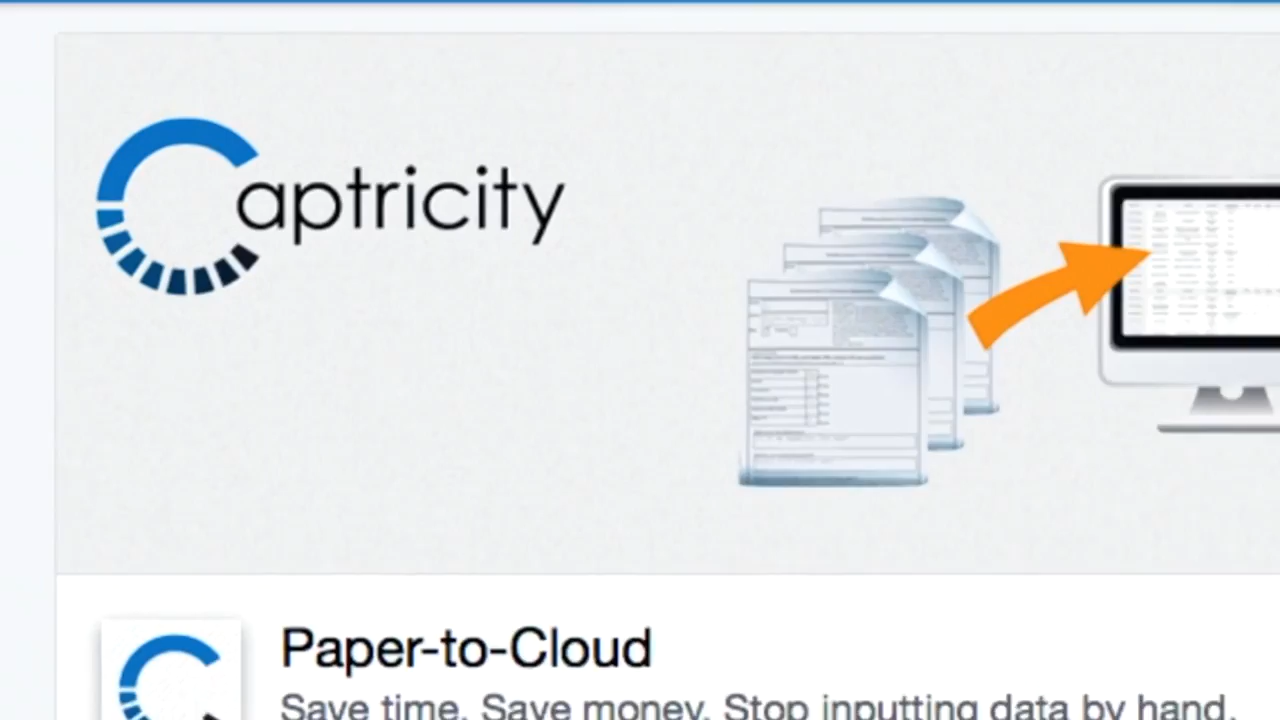 Captricity
Paper-to-Cloud
Save time. Save money. Stop inputting data by hand.